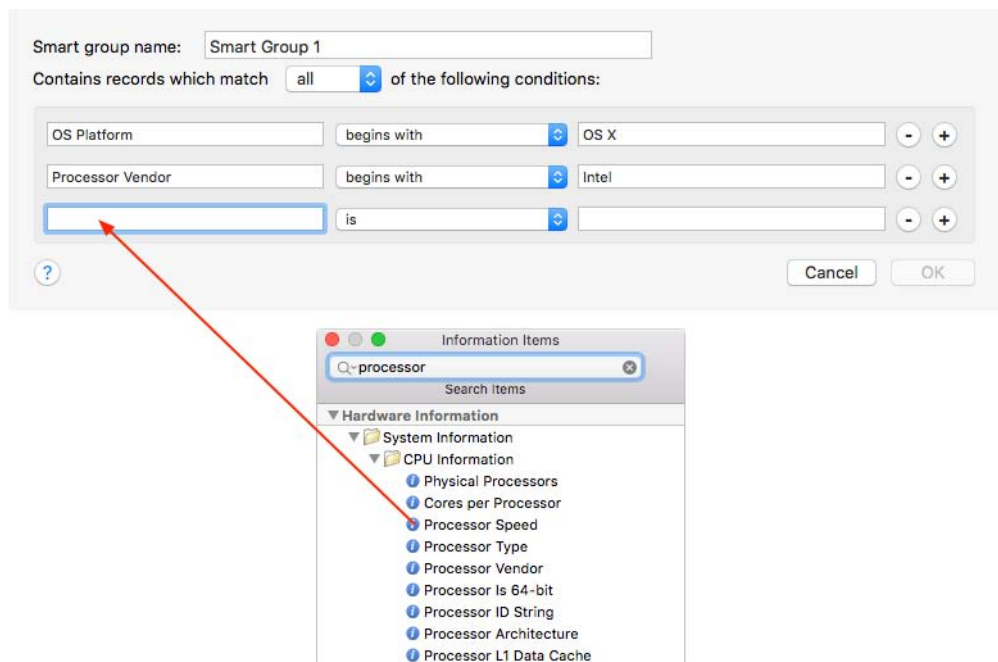 Smart group name: Smart Group 1
Contains records which match all of the following conditions:
OS Platform begins with OS X - +
Processor Vendor begins with Intel - +
is - +
? Cancel OK
Information Items
processor
Search Items
Hardware Information
System Information
CPU Information
Physical Processors
Cores per Processor
Processor Speed
Processor Type
Processor Vendor
Processor Is 64-bit
Processor ID String
Processor Architecture
Processor L1 Data Cache